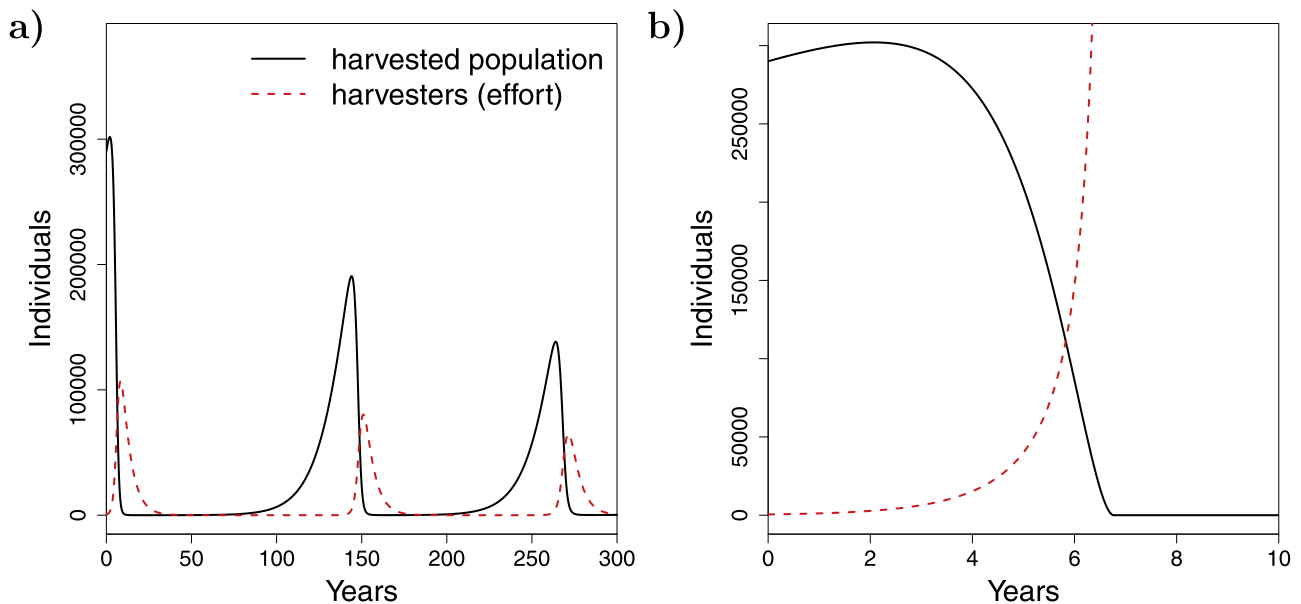 a)
harvested population
harvesters (effort)
Individuals
0
100000
200000
300000
0 50 100 150 200 250 300
Years
b)
Individuals
0
50000
150000
250000
0 2 4 6 8 10
Years